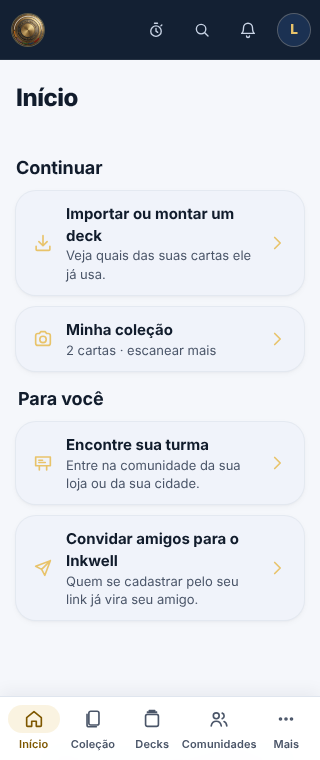 L
Início
Continuar
Importar ou montar um
deck
Veja quais das suas cartas ele
já usa.
Minha coleção
2 cartas · escanear mais
Para você
Encontre sua turma
Entre na comunidade da sua
loja ou da sua cidade.
Convidar amigos para o
Inkwell
Quem se cadastrar pelo seu
link já vira seu amigo.
Início Coleção Decks Comunidades Mais